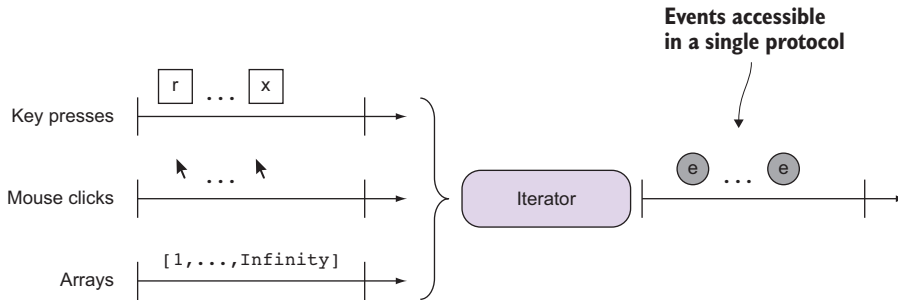 Events accessible
in a single protocol
r ... x
Key presses
...
Mouse clicks
[1,...,Infinity]
Arrays
Iterator
e ... e